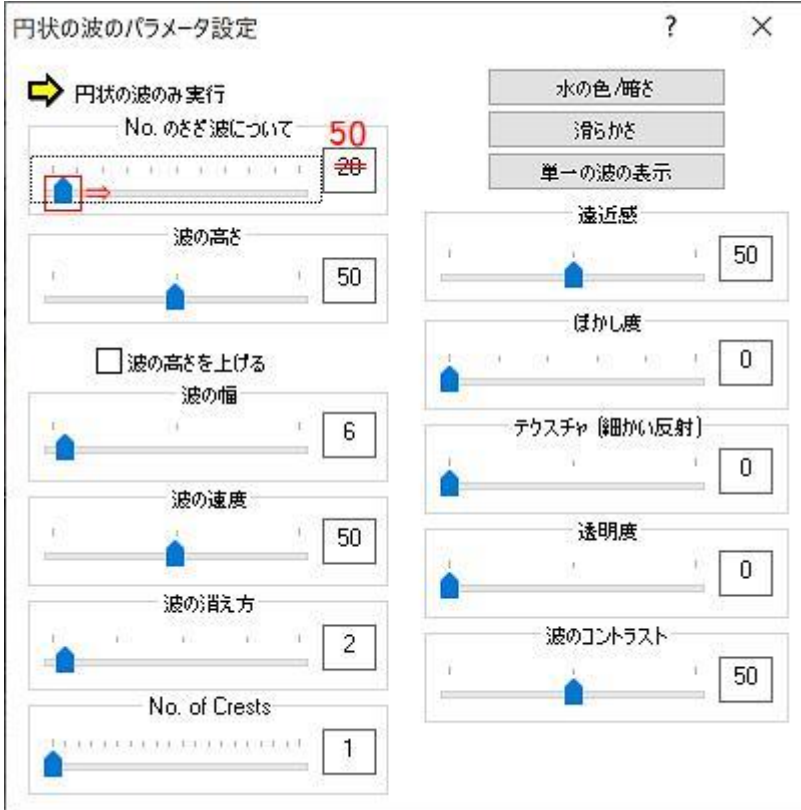 円状の波のパラメータ設定
?
円状の波のみ実行
No. のさざ波について
50
20
⇒
波の高さ
50
波の高さを上げる
波の幅
6
波の速度
50
波の消え方
2
No. of Crests
1
水の色/暗さ
滑らかさ
単一の波の表示
遠近感
50
ぼかし度
0
テクスチャ (細かい反射)
0
透明度
0
波のコントラスト
50